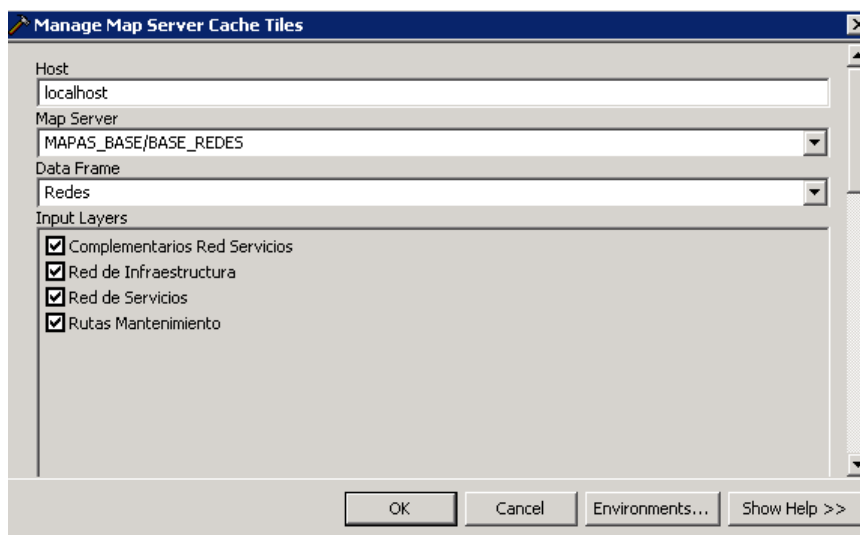 Manage Map Server Cache Tiles
Host
localhost
Map Server
MAPAS_BASE/BASE_REDES
Data Frame
Redes
Input Layers
Complementarios Red Servicios
Red de Infraestructura
Red de Servicios
Rutas Mantenimiento
OK Cancel Environments... Show Help >>